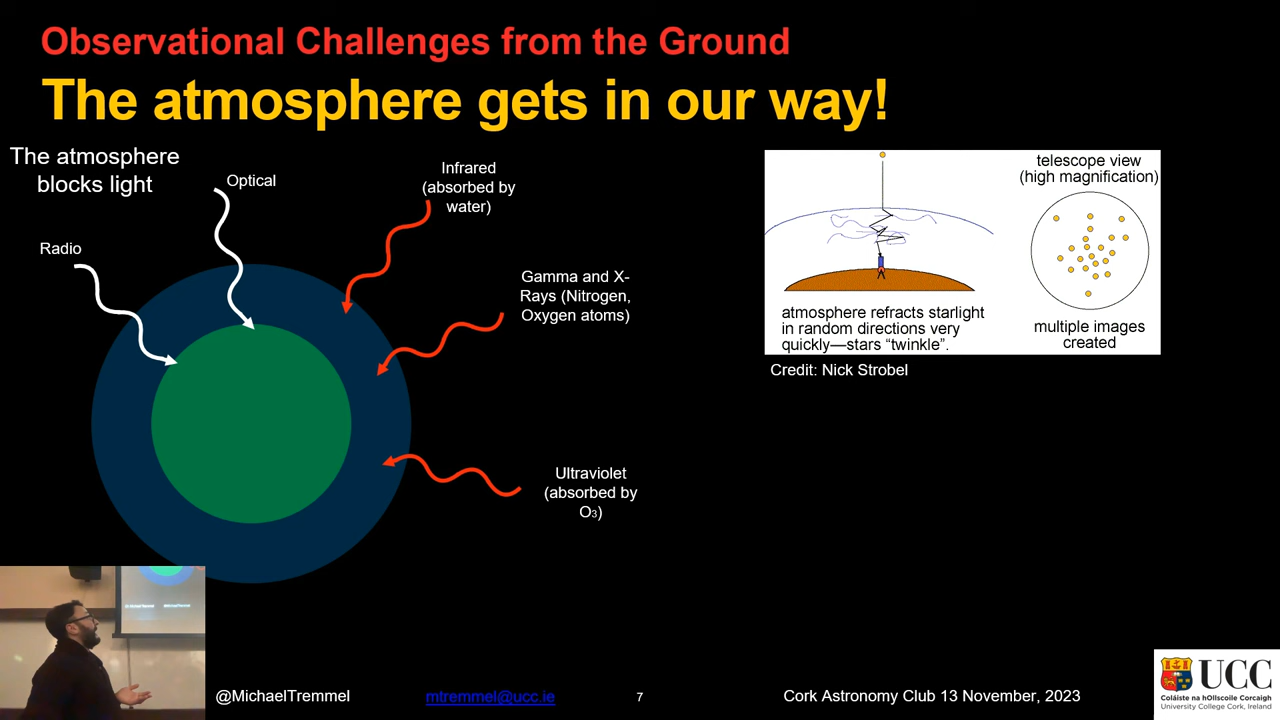 Observational Challenges from the Ground
The atmosphere gets in our way!
The atmosphere
blocks light
Optical
Radio
Infrared
(absorbed by
water)
Gamma and X-
Rays (Nitrogen,
Oxygen atoms)
Ultraviolet
(absorbed by
O₃)
telescope view
(high magnification)
atmosphere refracts starlight
in random directions very
quickly—stars “twinkle”.
multiple images
created
Credit: Nick Strobel
@MichaelTremmel
mtremmel@ucc.ie
7
Cork Astronomy Club 13 November, 2023
UCC
Coláiste na hOllscoile Corcaigh
University College Cork, Ireland